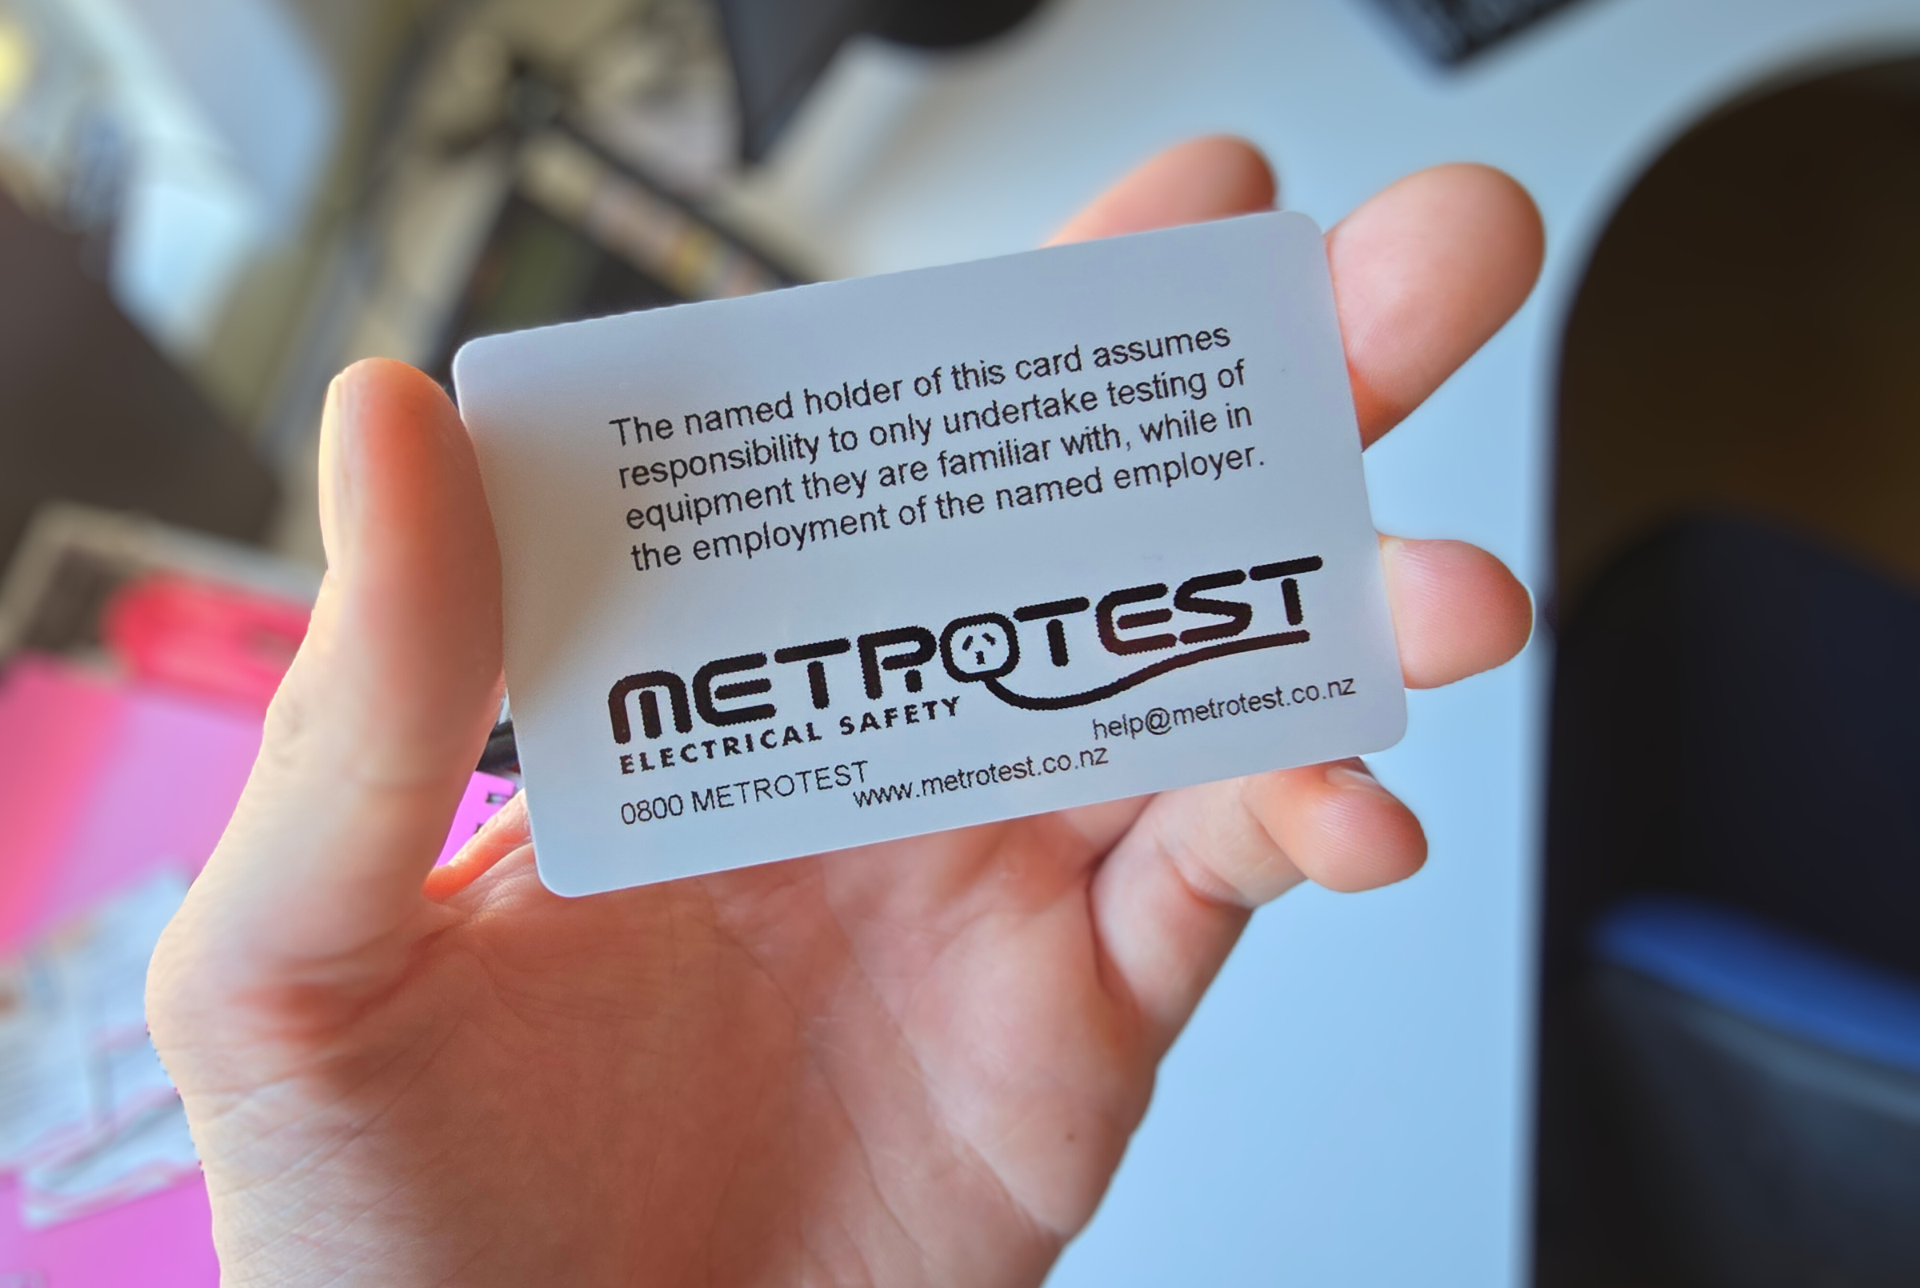 The named holder of this card assumes
responsibility to only undertake testing of
equipment they are familiar with, while in
the employment of the named employer.
METROTEST
ELECTRICAL SAFETY
help@metrotest.co.nz
0800 METROTEST
www.metrotest.co.nz